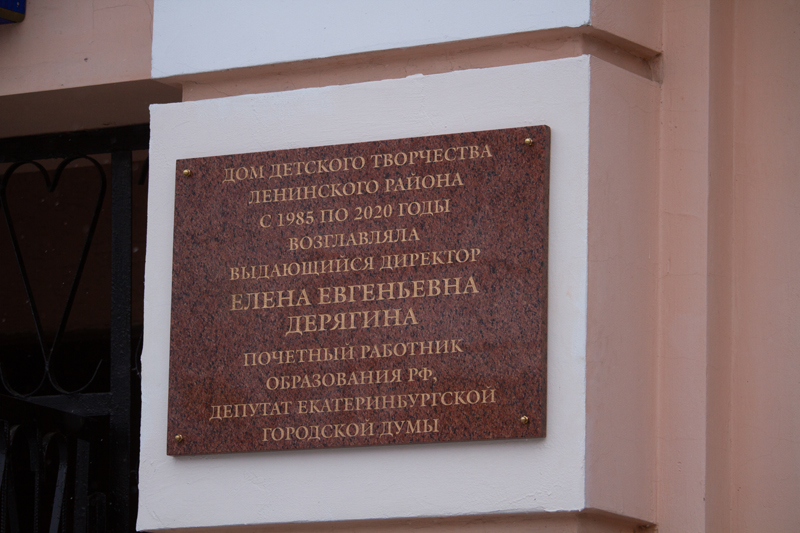 ДОМ ДЕТСКОГО ТВОРЧЕСТВА
ЛЕНИНСКОГО РАЙОНА
С 1985 ПО 2020 ГОДЫ
ВОЗГЛАВЛЯЛА
ВЫДАЮЩИЙСЯ ДИРЕКТОР
ЕЛЕНА ЕВГЕНЬЕВНА
ДЕРЯГИНА
ПОЧЕТНЫЙ РАБОТНИК
ОБРАЗОВАНИЯ РФ,
ДЕПУТАТ ЕКАТЕРИНБУРГСКОЙ
ГОРОДСКОЙ ДУМЫ